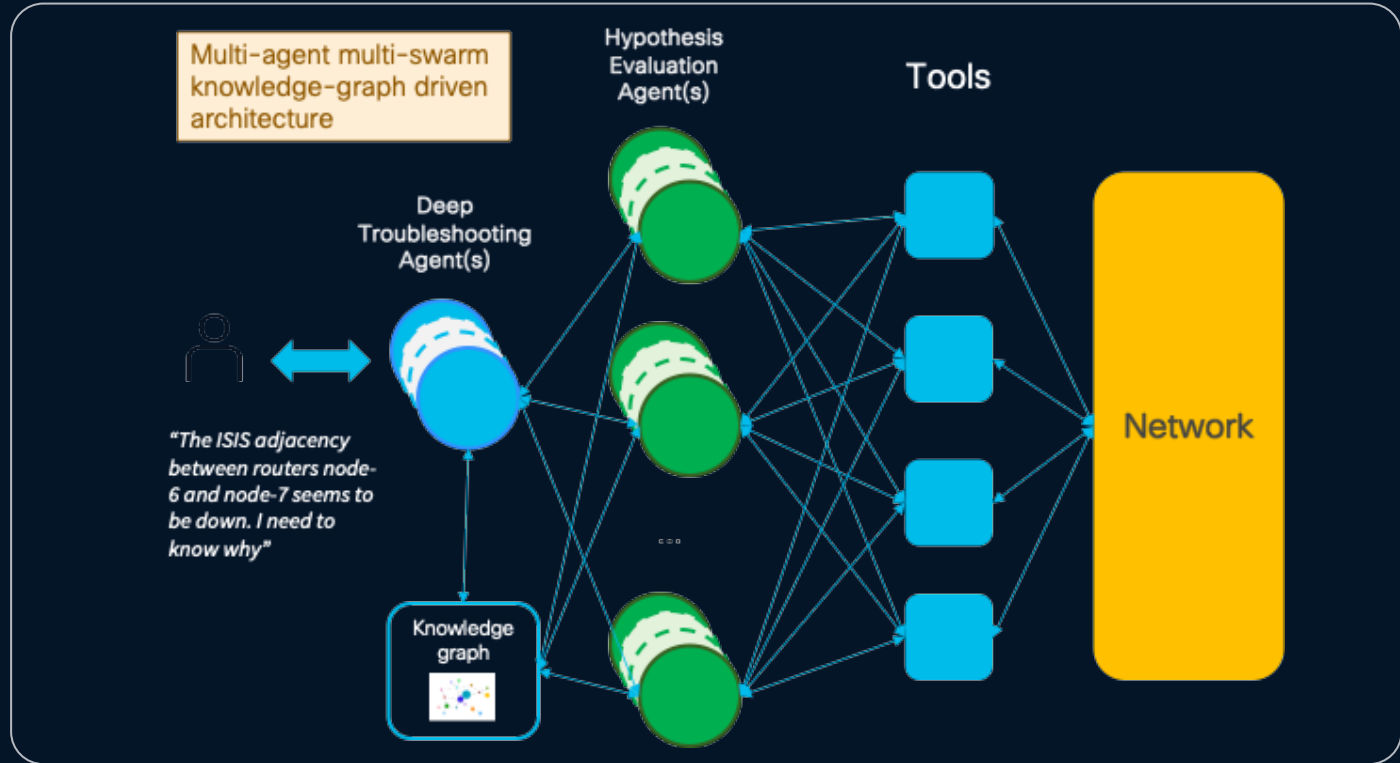 Multi-agent multi-swarm
knowledge-graph driven
architecture
Hypothesis
Evaluation
Agent(s)
Tools
Deep
Troubleshooting
Agent(s)
“The ISIS adjacency
between routers node-
6 and node-7 seems to
be down. I need to
know why”
...
Network
Knowledge
graph